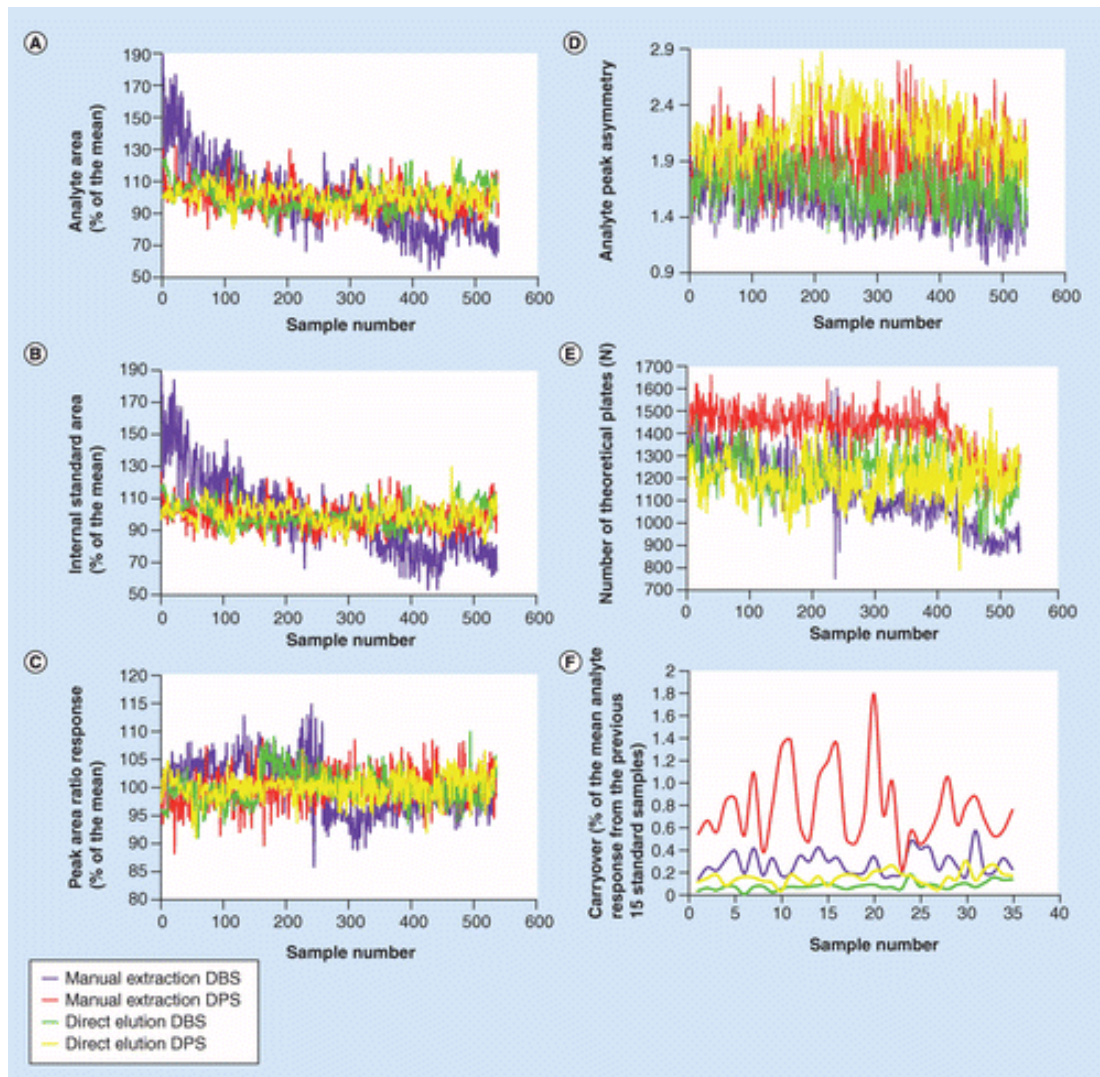 A
Analyte area
(% of the mean)
190
170
150
130
110
90
70
50
0 100 200 300 400 500 600
Sample number
B
Internal standard area
(% of the mean)
190
170
150
130
110
90
70
50
0 100 200 300 400 500 600
Sample number
C
Peak area ratio response
(% of the mean)
120
115
110
105
100
95
90
85
80
0 100 200 300 400 500 600
Sample number
D
Analyte peak asymmetry
2.9
2.4
1.9
1.4
0.9
0 100 200 300 400 500 600
Sample number
E
Number of theoretical plates (N)
1700
1600
1500
1400
1300
1200
1100
1000
900
800
700
0 100 200 300 400 500 600
Sample number
F
Carryover (% of the mean analyte
response from the previous
15 standard samples)
2
1.8
1.6
1.4
1.2
1.0
0.8
0.6
0.4
0.2
0
0 5 10 15 20 25 30 35 40
Sample number
Manual extraction DBS
Manual extraction DPS
Direct elution DBS
Direct elution DPS